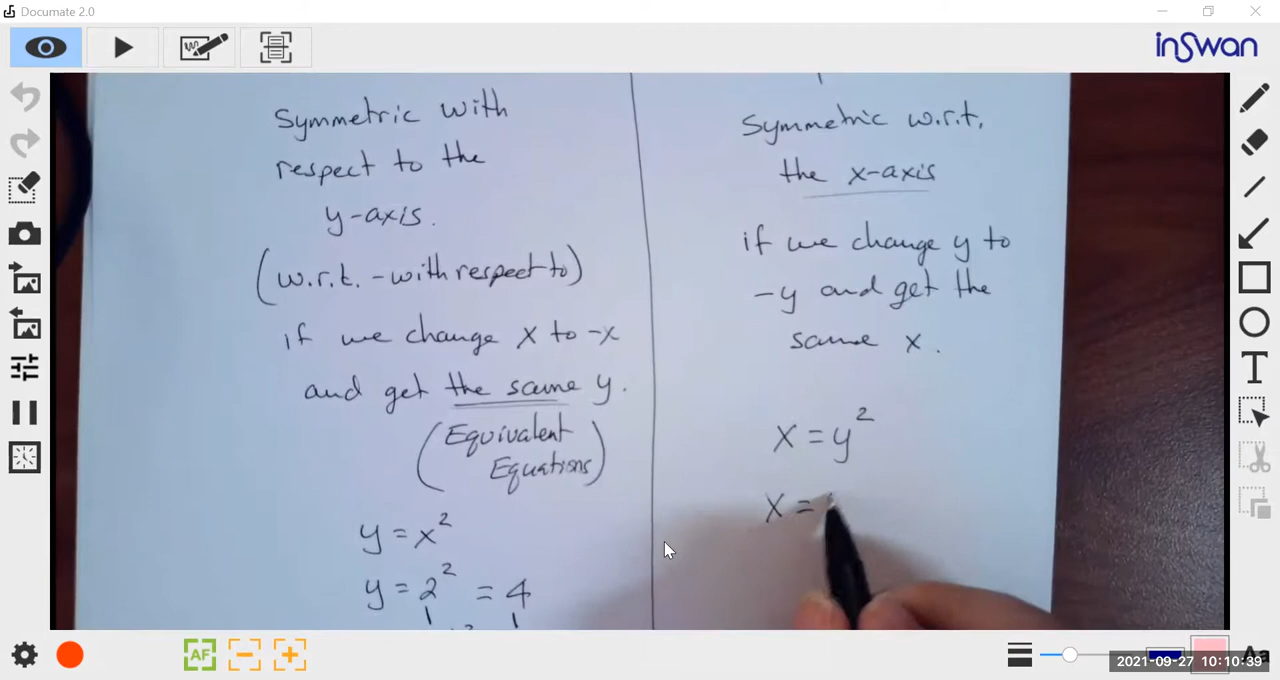 Documate 2.0
inSwan
Symmetric with
respect to the
y-axis.
(w.r.t. - with respect to)
if we change x to -x
and get the same y.
(Equivalent
Equations)
y = x²
y = 2² = 4
Symmetric w.r.t.
the x-axis
if we change y to
-y and get the
same x.
x = y²
x =
T
AF
Aa
2021-09-27 10:10:39